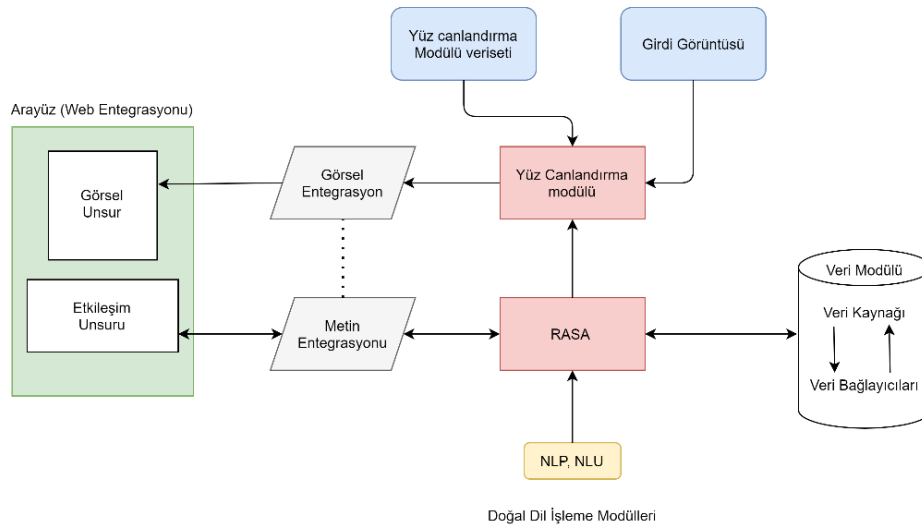 Yüz canlandırma
Modülü veriseti
Girdi Görüntüsü
Arayüz (Web Entegrasyonu)
Görsel
Unsur
Görsel
Entegrasyon
Yüz Canlandırma
modülü
Etkileşim
Unsuru
Metin
Entegrasyonu
RASA
Veri Modülü
Veri Kaynağı
Veri Bağlayıcıları
NLP, NLU
Doğal Dil İşleme Modülleri